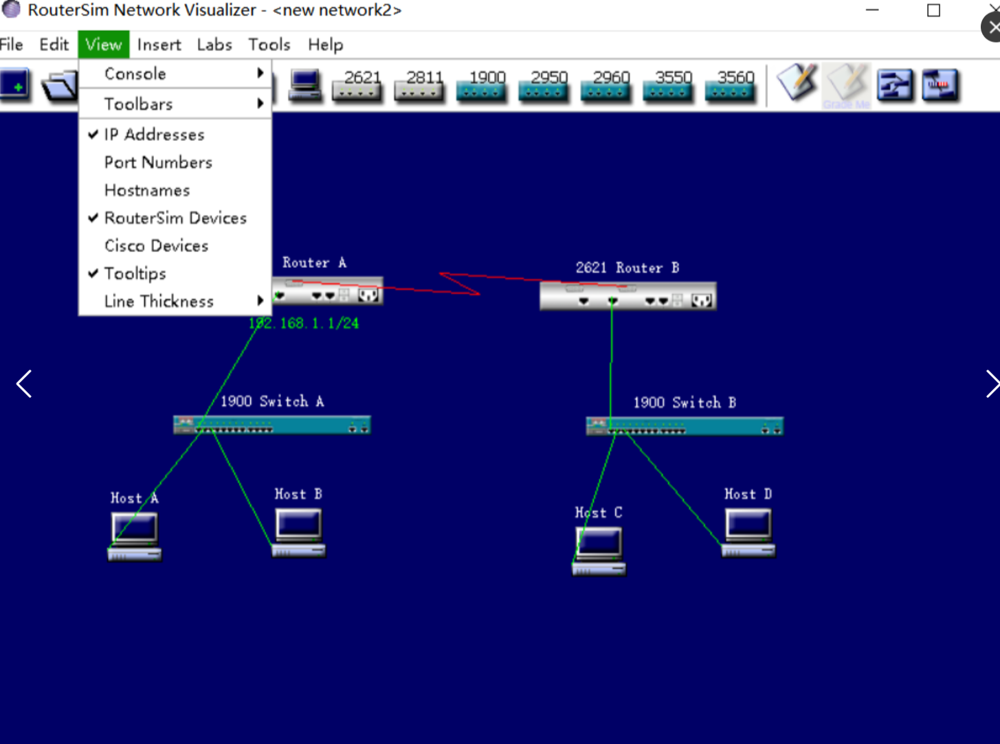 RouterSim Network Visualizer - <new network2>
File Edit View Insert Labs Tools Help
2621 2811 1900 2950 2960 3550 3560
Grade Me
Console
Toolbars
IP Addresses
Port Numbers
Hostnames
RouterSim Devices
Cisco Devices
Tooltips
Line Thickness
Router A
2621 Router B
192.168.1.1/24
1900 Switch A
1900 Switch B
Host A
Host B
Host C
Host D